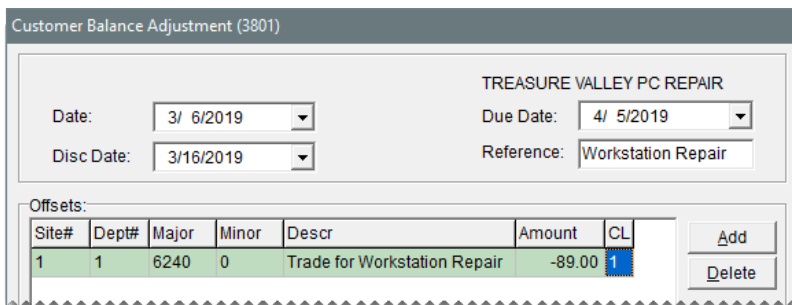 Customer Balance Adjustment (3801)
TREASURE VALLEY PC REPAIR
Date: 3/ 6/2019 Due Date: 4/ 5/2019
Disc Date: 3/16/2019 Reference: Workstation Repair
Offsets:
Site# Dept# Major Minor Descr Amount CL Add
1 1 6240 0 Trade for Workstation Repair -89.00 1 Delete